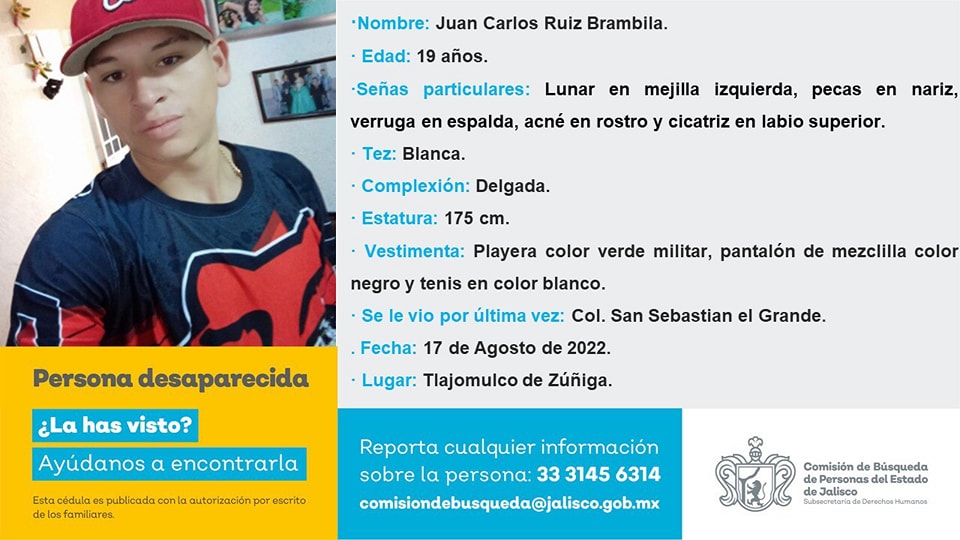 ·Nombre: Juan Carlos Ruiz Brambila.
· Edad: 19 años.
·Señas particulares: Lunar en mejilla izquierda, pecas en nariz,
verruga en espalda, acné en rostro y cicatriz en labio superior.
· Tez: Blanca.
· Complexión: Delgada.
· Estatura: 175 cm.
· Vestimenta: Playera color verde militar, pantalón de mezclilla color
negro y tenis en color blanco.
· Se le vio por última vez: Col. San Sebastian el Grande.
. Fecha: 17 de Agosto de 2022.
· Lugar: Tlajomulco de Zúñiga.
Persona desaparecida
¿La has visto?
Ayúdanos a encontrarla
Esta cédula es publicada con la autorización por escrito
de los familiares.
Reporta cualquier información
sobre la persona: 33 3145 6314
comisiondebusqueda@jalisco.gob.mx
Comisión de Búsqueda
de Personas del Estado
de Jalisco
Subsecretaría de Derechos Humanos